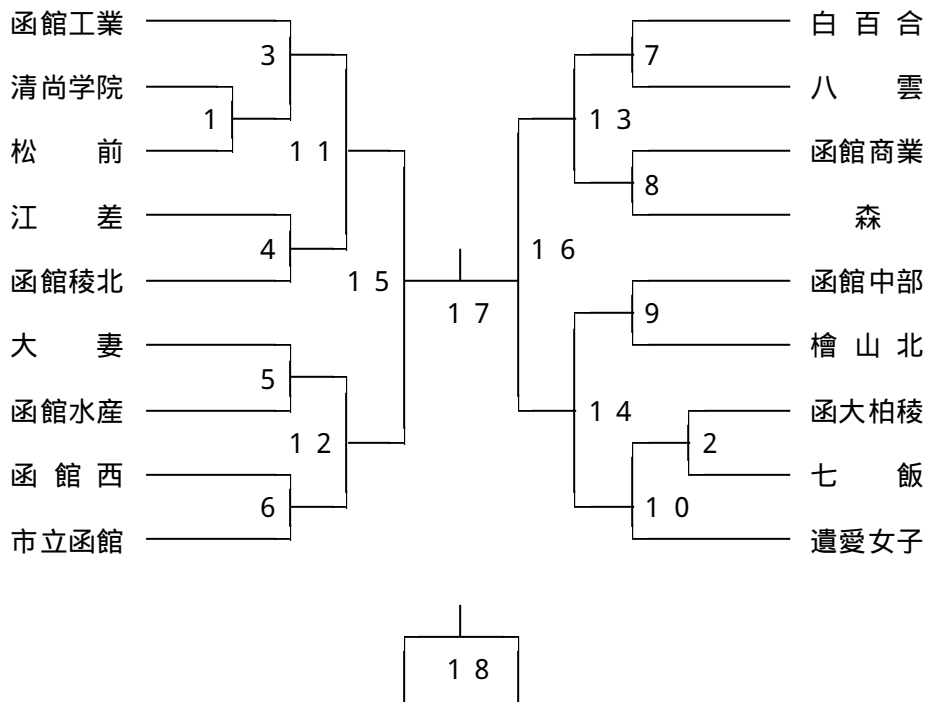 函館工業
白百合
3
7
清尚学院
八雲
1
13
松前
函館商業
11
8
江差
森
4
16
函館稜北
函館中部
15
17
9
大妻
檜山北
5
函館水産
函大柏稜
14
12
2
函館西
七飯
6
10
市立函館
遺愛女子
18